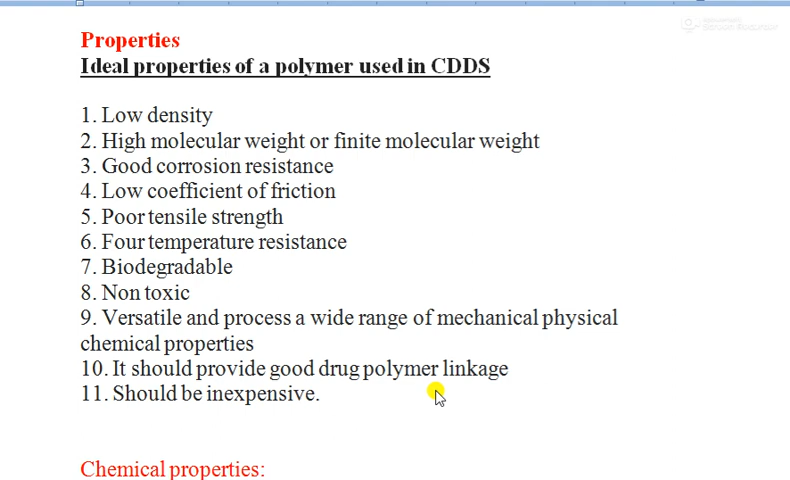 Properties
Ideal properties of a polymer used in CDDS
1. Low density
2. High molecular weight or finite molecular weight
3. Good corrosion resistance
4. Low coefficient of friction
5. Poor tensile strength
6. Four temperature resistance
7. Biodegradable
8. Non toxic
9. Versatile and process a wide range of mechanical physical
chemical properties
10. It should provide good drug polymer linkage
11. Should be inexpensive.
Chemical properties: